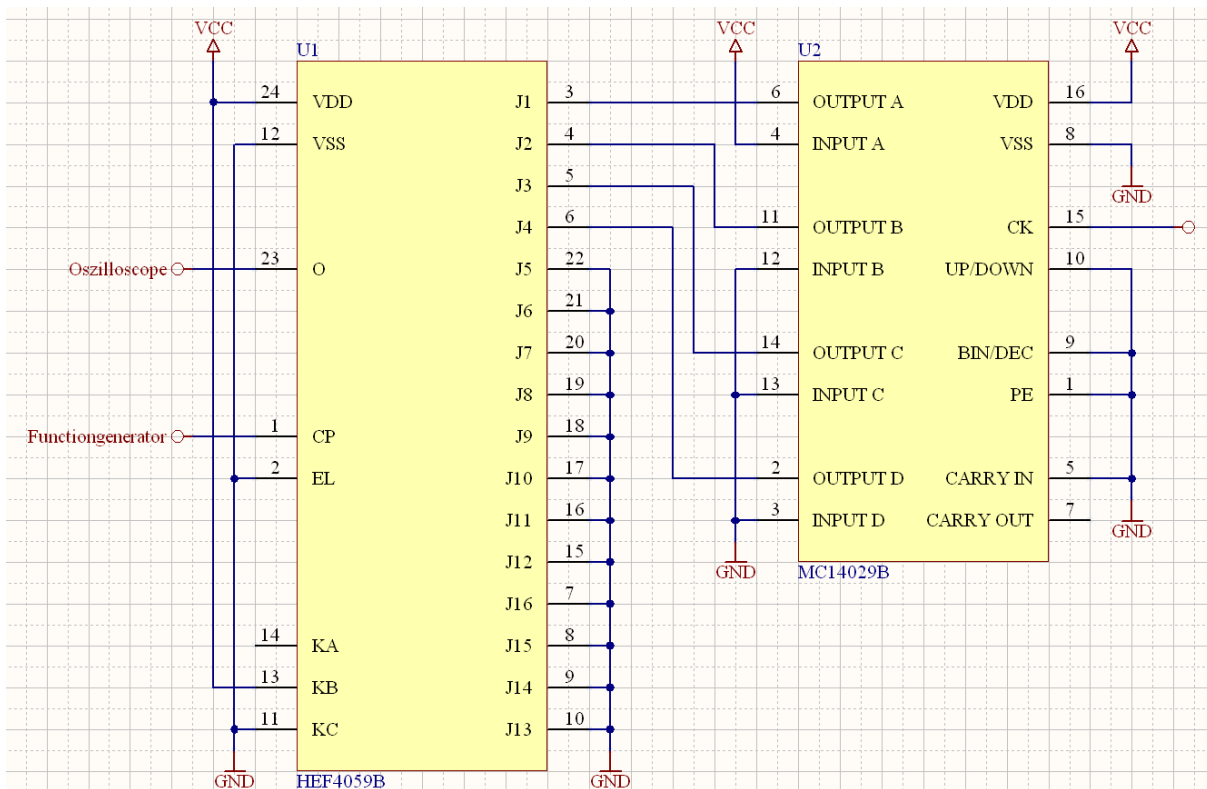 VCC
VCC
VCC
U1
U2
24 VDD J1 3
12 VSS J2 4
J3 5
J4 6
Oszilloscope 23 O J5 22
J6 21
J7 20
J8 19
Functiongenerator 1 CP J9 18
2 EL J10 17
J11 16
J12 15
J16 7
14 KA J15 8
13 KB J14 9
11 KC J13 10
GND
HEF4059B
GND
6 OUTPUT A VDD 16
4 INPUT A VSS 8
GND
11 OUTPUT B CK 15
12 INPUT B UP/DOWN 10
14 OUTPUT C BIN/DEC 9
13 INPUT C PE 1
2 OUTPUT D CARRY IN 5
3 INPUT D CARRY OUT 7
GND
GND
MC14029B